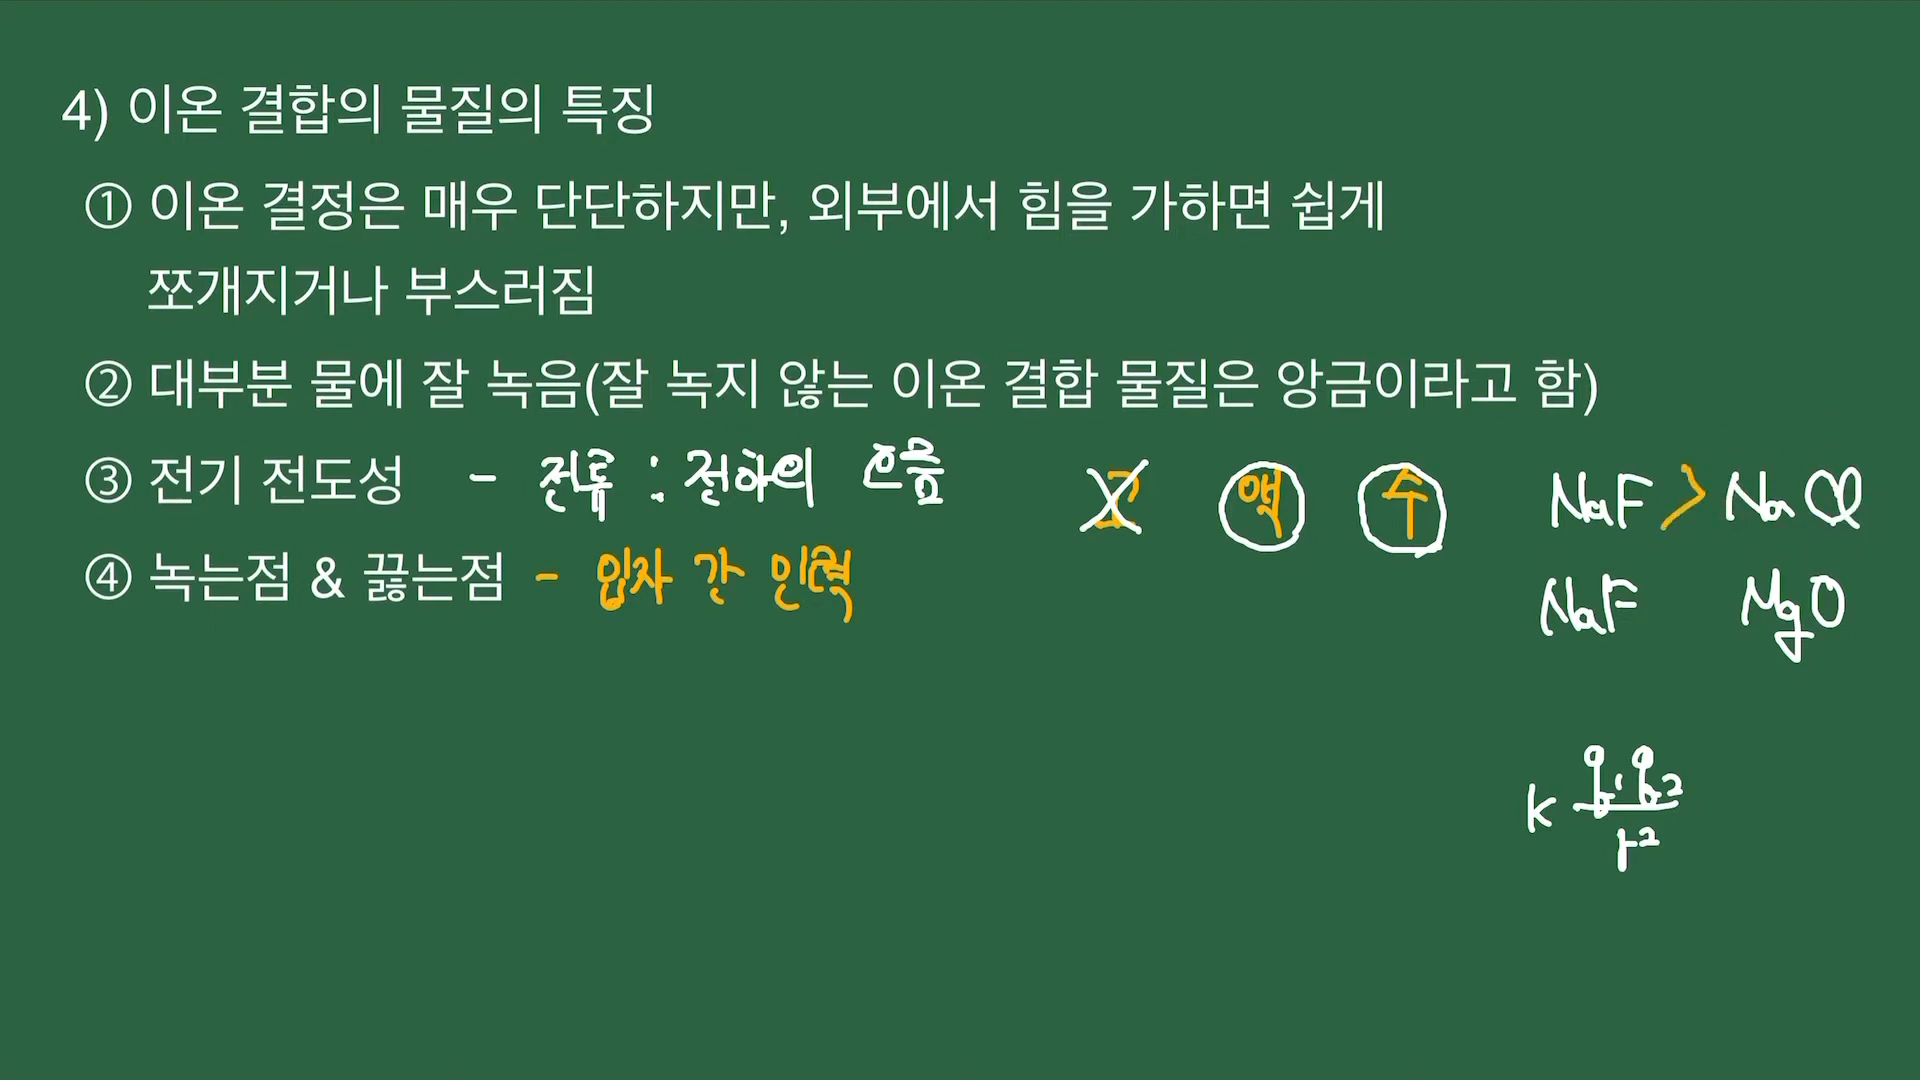 4) 이온 결합의 물질의 특징
① 이온 결정은 매우 단단하지만, 외부에서 힘을 가하면 쉽게
쪼개지거나 부스러짐
② 대부분 물에 잘 녹음(잘 녹지 않는 이온 결합 물질은 앙금이라고 함)
③ 전기 전도성 - 전류 : 전하의 흐름 액 수 NaF > NaCl
④ 녹는점 & 끓는점 - 입자 간 인력 NaF MgO
k q1q2
r2